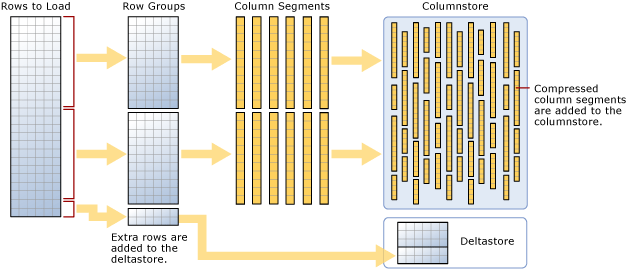 Rows to Load
Row Groups
Column Segments
Columnstore
Compressed
column segments
are added to the
columnstore.
Extra rows are
added to the
deltastore.
Deltastore